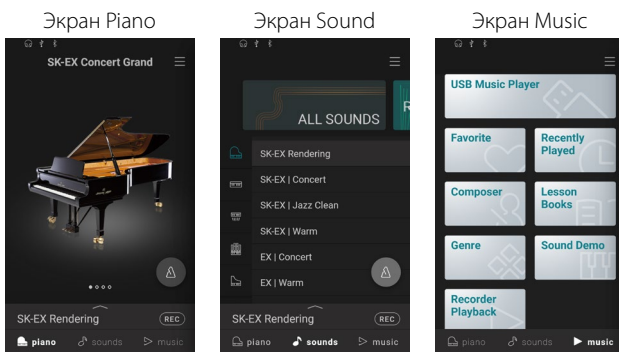 Экран Piano
SK-EX Concert Grand
SK-EX Rendering
REC
piano
sounds
music
Экран Sound
ALL SOUNDS
SK-EX Rendering
SK-EX | Concert
SK-EX | Jazz Clean
SK-EX | Warm
EX | Concert
EX | Warm
SK-EX Rendering
REC
piano
sounds
music
Экран Music
USB Music Player
Favorite
Recently
Played
Composer
Lesson
Books
Genre
Sound Demo
Recorder
Playback
piano
sounds
music